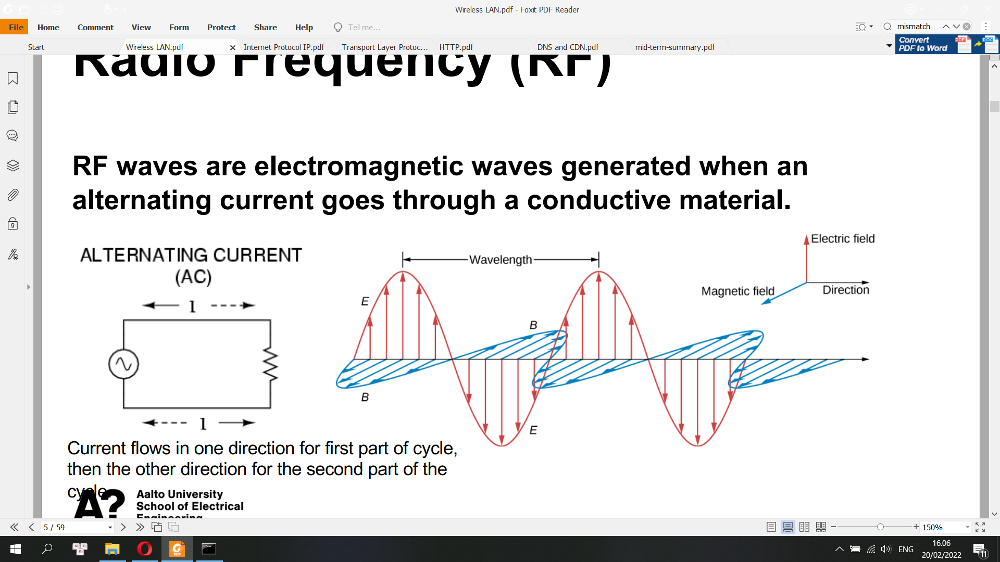 Wireless LAN.pdf - Foxit PDF Reader
File Home Comment View Form Protect Share Help Tell me... mismatch
Start Wireless LAN.pdf Internet Protocol IP.pdf Transport Layer Protoc... HTTP.pdf DNS and CDN.pdf mid-term-summary.pdf
Convert
PDF to Word
PDF DOC
Radio Frequency (RF)
RF waves are electromagnetic waves generated when an
alternating current goes through a conductive material.
ALTERNATING CURRENT
(AC)
I
I
Wavelength
E
B
B
E
Electric field
Magnetic field
Direction
Current flows in one direction for first part of cycle,
then the other direction for the second part of the
cycle
A?
Aalto University
School of Electrical
Engineering
5 / 59
150%
PDF
ENG
16.06
20/02/2022
11